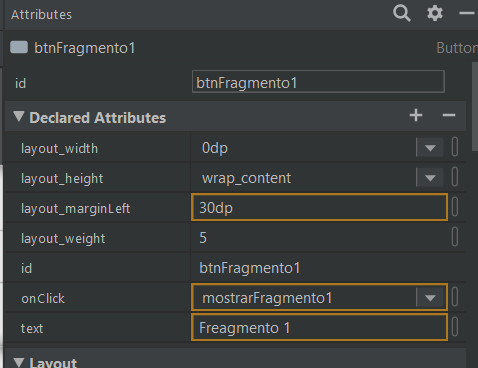 Attributes
btnFragmento1 Button
id btnFragmento1
Declared Attributes
layout_width 0dp
layout_height wrap_content
layout_marginLeft 30dp
layout_weight 5
id btnFragmento1
onClick mostrarFragmento1
text Freagmento 1
Layout